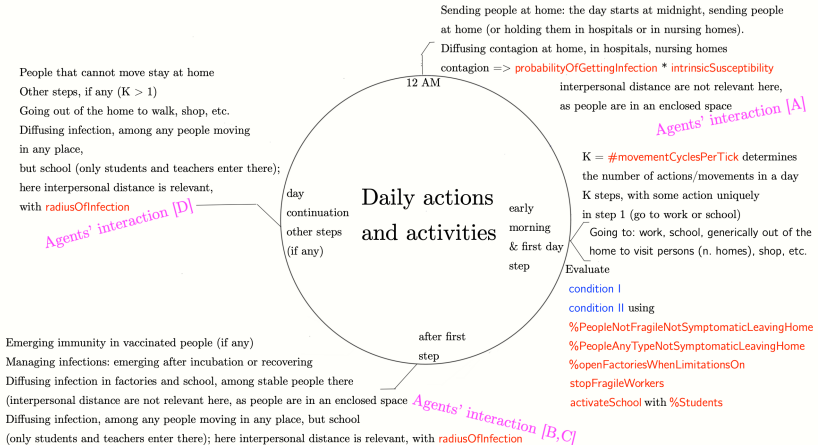 Sending people at home: the day starts at midnight, sending people
at home (or holding them in hospitals or in nursing homes).
Diffusing contagion at home, in hospitals, nursing homes
contagion => probabilityOfGettingInfection * intrinsicSusceptibility
interpersonal distance are not relevant here,
as people are in an enclosed space
Agents' interaction [A]
12 AM
K = #movementCyclesPerTick determines
the number of actions/movements in a day
K steps, with some action uniquely
in step 1 (go to work or school)
Going to: work, school, generically out of the
home to visit persons (n. homes), shop, etc.
early
morning
& first day
step
Evaluate
condition I
condition II using
%PeopleNotFragileNotSymptomaticLeavingHome
%PeopleAnyTypeNotSymptomaticLeavingHome
%openFactoriesWhenLimitationsOn
stopFragileWorkers
activateSchool with %Students
Daily actions
and activities
after first
step
Emerging immunity in vaccinated people (if any)
Managing infections: emerging after incubation or recovering
Diffusing infection in factories and school, among stable people there
(interpersonal distance are not relevant here, as people are in an enclosed space
Diffusing infection, among any people moving in any place, but school
(only students and teachers enter there); here interpersonal distance is relevant, with radiusOfInfection
Agents' interaction [B,C]
day
continuation
other steps
(if any)
People that cannot move stay at home
Other steps, if any (K > 1)
Going out of the home to walk, shop, etc.
Diffusing infection, among any people moving
in any place,
but school (only students and teachers enter there);
here interpersonal distance is relevant,
with radiusOfInfection
Agents' interaction [D]